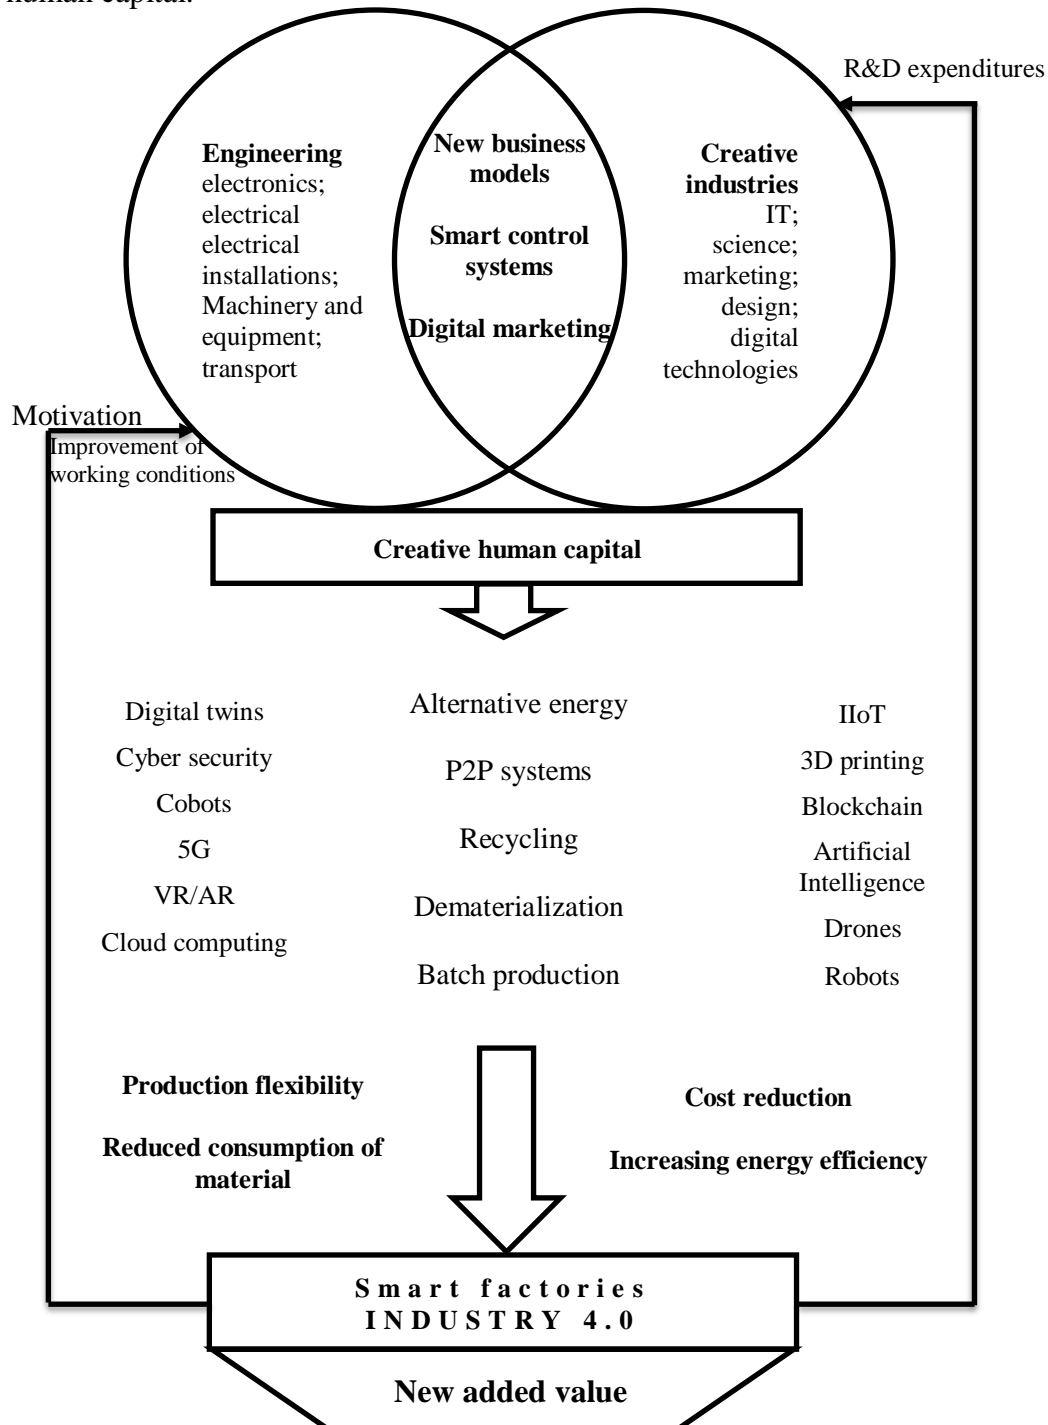 human capital.
R&D expenditures
Engineering
electronics;
electrical
electrical
installations;
Machinery and
equipment;
transport
New business
models
Smart control
systems
Digital marketing
Creative
industries
IT;
science;
marketing;
design;
digital
technologies
Motivation
Improvement of
working conditions
Creative human capital
Digital twins
Cyber security
Cobots
5G
VR/AR
Cloud computing
Alternative energy
P2P systems
Recycling
Dematerialization
Batch production
IIoT
3D printing
Blockchain
Artificial
Intelligence
Drones
Robots
Production flexibility
Reduced consumption of
material
Cost reduction
Increasing energy efficiency
Smart factories
INDUSTRY 4.0
New added value